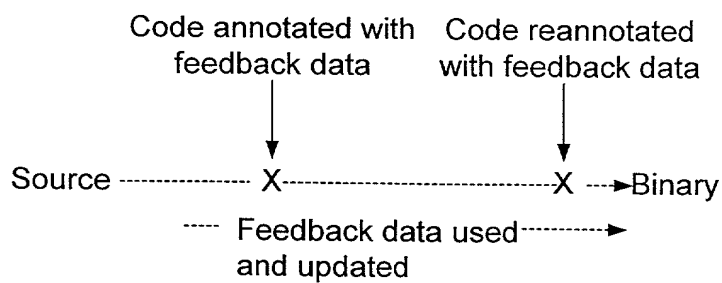 Code annotated with
feedback data
Code reannotated
with feedback data
Source X X Binary
Feedback data used
and updated